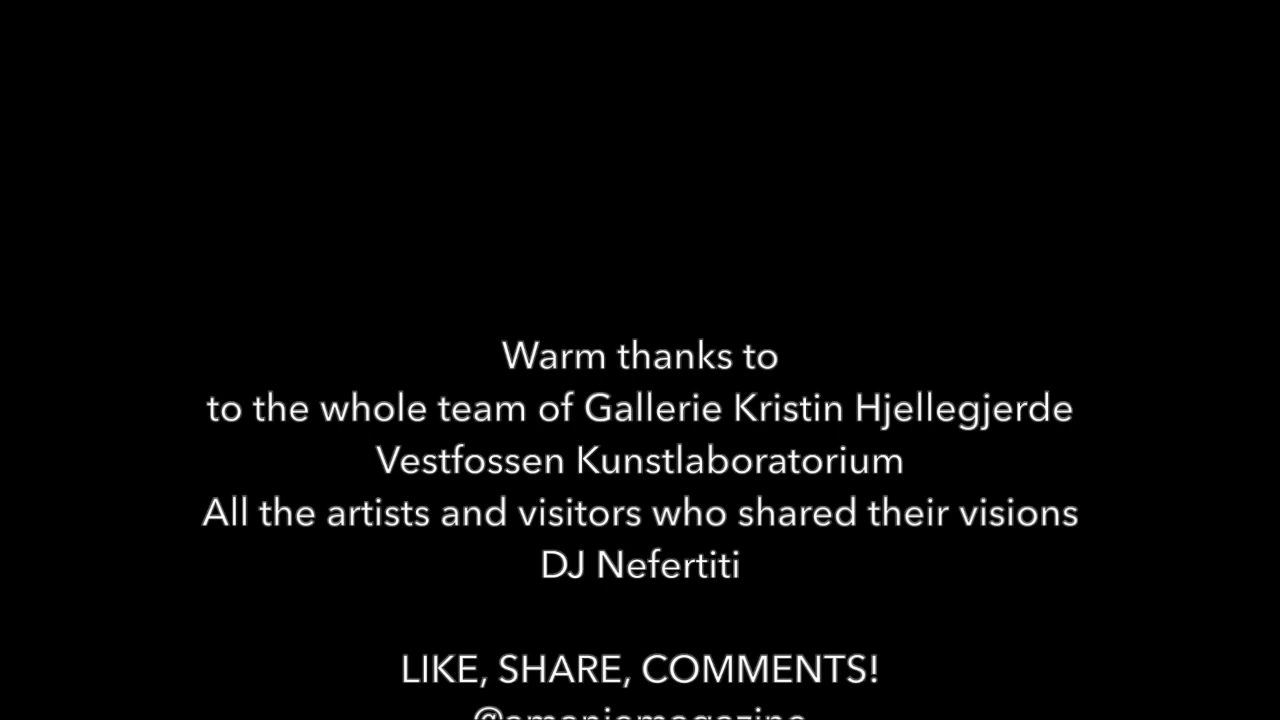 Warm thanks to
to the whole team of Gallerie Kristin Hjellegjerde
Vestfossen Kunstlaboratorium
All the artists and visitors who shared their visions
DJ Nefertiti
LIKE, SHARE, COMMENTS!
@amaniemagazine